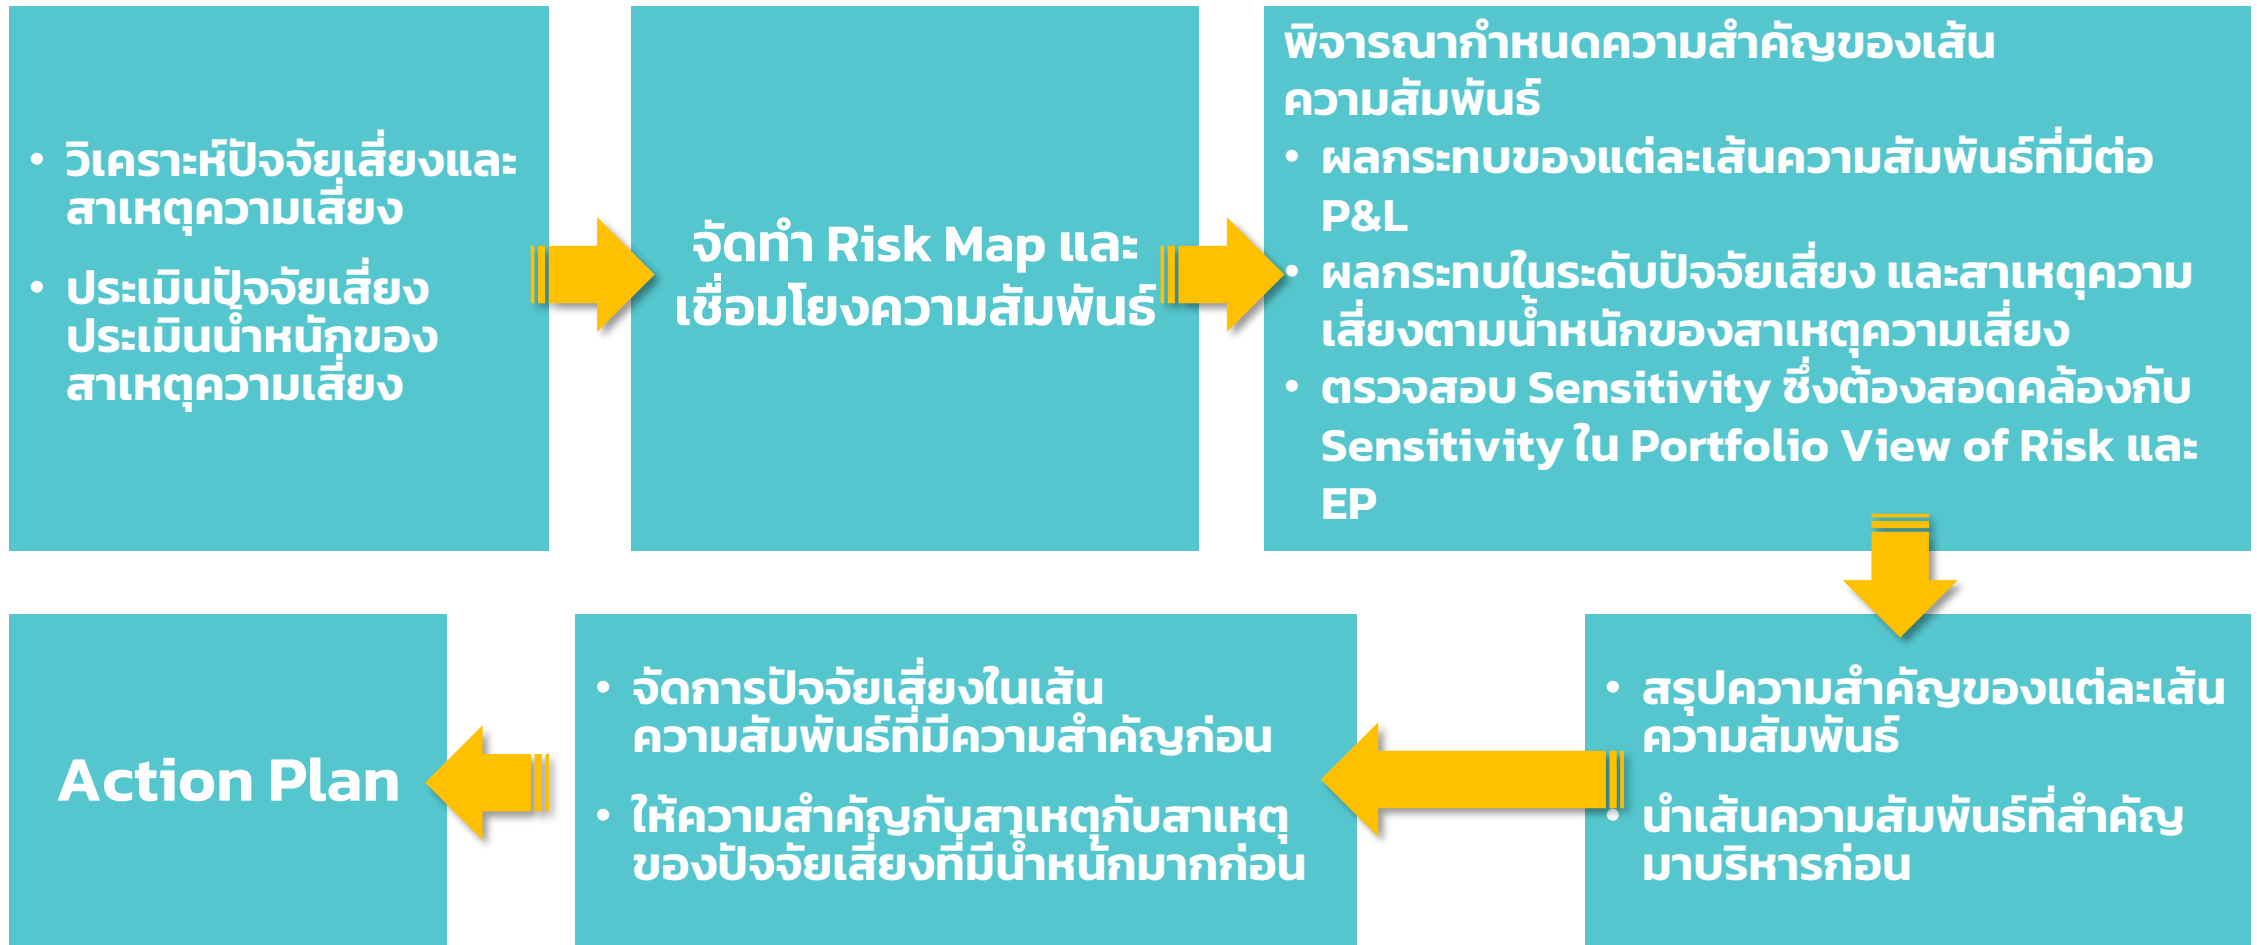 • วิเคราะห์ปัจจัยเสี่ยงและ
สาเหตุความเสี่ยง
• ประเมินปัจจัยเสี่ยง
ประเมินน้ำหนักของ
สาเหตุความเสี่ยง
จัดทำ Risk Map และ
เชื่อมโยงความสัมพันธ์
พิจารณากำหนดความสำคัญของเส้น
ความสัมพันธ์
• ผลกระทบของแต่ละเส้นความสัมพันธ์ที่มีต่อ
P&L
• ผลกระทบในระดับปัจจัยเสี่ยง และสาเหตุความ
เสี่ยงตามน้ำหนักของสาเหตุความเสี่ยง
• ตรวจสอบ Sensitivity ซึ่งต้องสอดคล้องกับ
Sensitivity ใน Portfolio View of Risk และ
EP
• สรุปความสำคัญของแต่ละเส้น
ความสัมพันธ์
• นำเส้นความสัมพันธ์ที่สำคัญ
มาบริหารก่อน
• จัดการปัจจัยเสี่ยงในเส้น
ความสัมพันธ์ที่มีความสำคัญก่อน
• ให้ความสำคัญกับสาเหตุกับสาเหตุ
ของปัจจัยเสี่ยงที่มีน้ำหนักมากก่อน
Action Plan